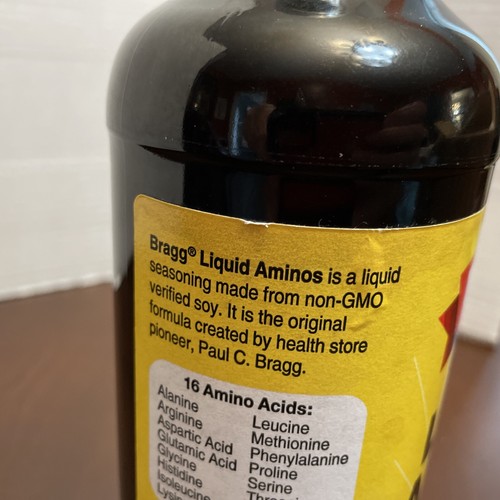 Bragg® Liquid Aminos is a liquid
seasoning made from non-GMO
verified soy. It is the original
formula created by health store
pioneer, Paul C. Bragg.
16 Amino Acids:
Alanine
Arginine
Aspartic Acid
Glutamic Acid
Glycine
Histidine
Isoleucine
Leucine
Methionine
Phenylalanine
Proline
Serine